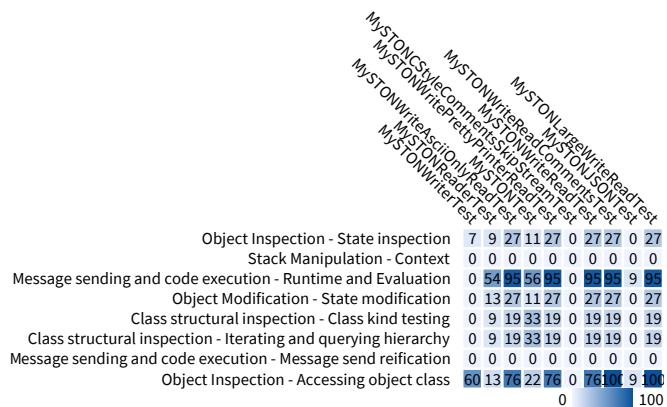 MySTONWriterTest
MySTONReaderTest
MySTONWriteAsciiOnlyReadTest
MySTONTest
MySTONWritePrettyPrinterReadTest
MySTONCStyleCommentsSkipStreamTest
MySTONWriteReadTest
MySTONWriteReadCommentsTest
MySTONJSONTest
MySTONLargeWriteReadTest
Object Inspection - State inspection 7 9 27 11 27 0 27 27 0 27
Stack Manipulation - Context 0 0 0 0 0 0 0 0 0 0
Message sending and code execution - Runtime and Evaluation 0 54 95 56 95 0 95 95 9 95
Object Modification - State modification 0 13 27 11 27 0 27 27 0 27
Class structural inspection - Class kind testing 0 9 19 33 19 0 19 19 0 19
Class structural inspection - Iterating and querying hierarchy 0 9 19 33 19 0 19 19 0 19
Message sending and code execution - Message send reification 0 0 0 0 0 0 0 0 0 0
Object Inspection - Accessing object class 60 13 76 22 76 0 76 100 9 100
0 100